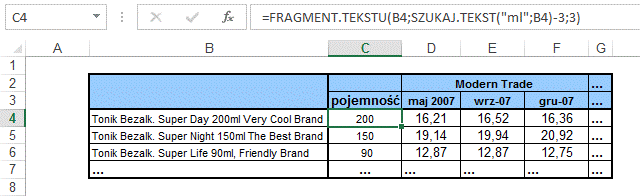 C4 =FRAGMENT.TEKSTU(B4;SZUKAJ.TEKST("ml";B4)-3;3)
A B C D E F G
1
2 Modern Trade ...
3 pojemność maj 2007 wrz-07 gru-07 ...
4 Tonik Bezalk. Super Day 200ml Very Cool Brand 200 16,21 16,52 16,36 ...
5 Tonik Bezalk. Super Night 150ml The Best Brand 150 19,14 19,94 20,92 ...
6 Tonik Bezalk. Super Life 90ml, Friendly Brand 90 12,87 12,87 12,75 ...
7 ... ... ... ... ... ...
8